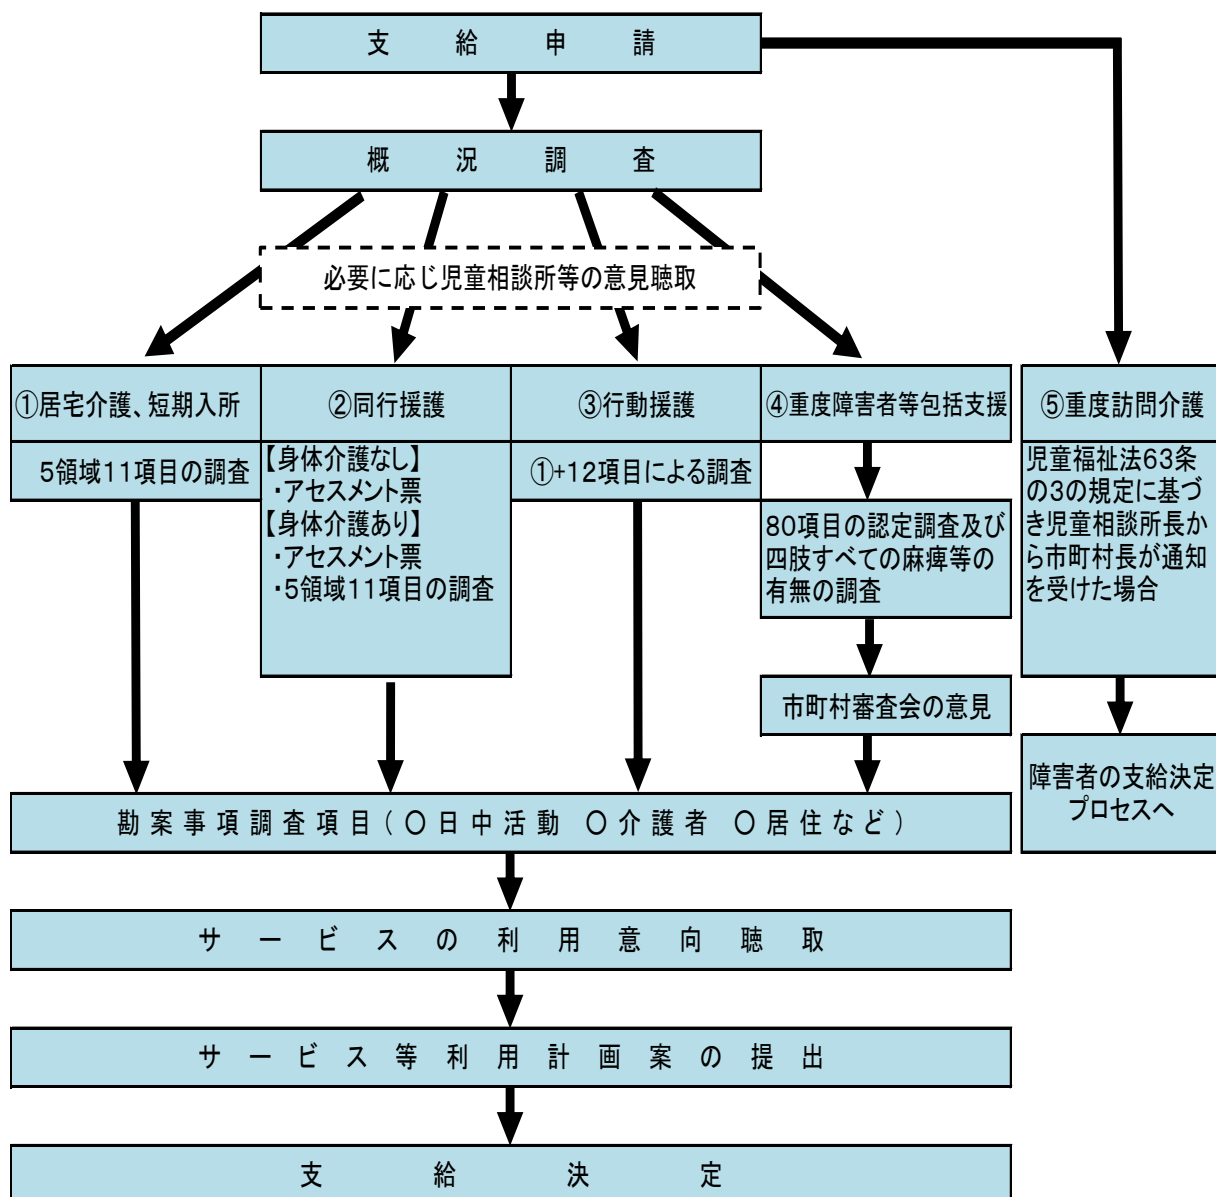 支給申請
概況調査
必要に応じ児童相談所等の意見聴取
①居宅介護、短期入所
5領域11項目の調査
②同行援護
【身体介護なし】
・アセスメント票
【身体介護あり】
・アセスメント票
・5領域11項目の調査
③行動援護
①+12項目による調査
④重度障害者等包括支援
80項目の認定調査及び
四肢すべての麻痺等の
有無の調査
市町村審査会の意見
⑤重度訪問介護
児童福祉法63条
の3の規定に基づ
き児童相談所長か
ら市町村長が通知
を受けた場合
障害者の支給決定
プロセスへ
勘案事項調査項目(〇日中活動 〇介護者 〇居住など)
サービスの利用意向聴取
サービス等利用計画案の提出
支給決定